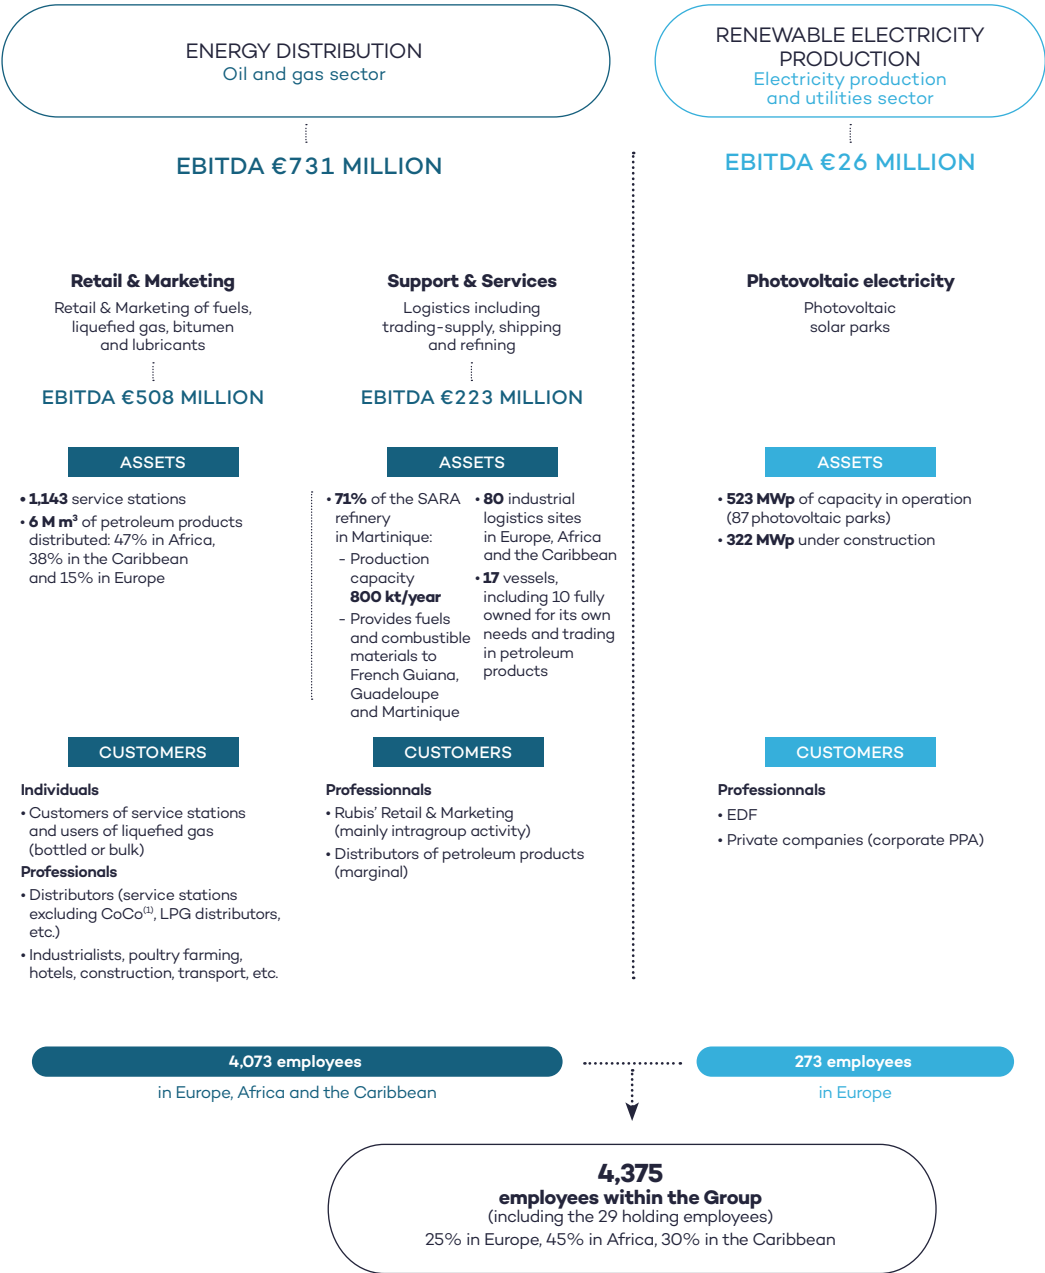 ENERGY DISTRIBUTION
Oil and gas sector
EBITDA €731 MILLION
Retail & Marketing
Retail & Marketing of fuels,
liquefied gas, bitumen
and lubricants
EBITDA €508 MILLION
ASSETS
• 1,143 service stations
• 6 M m³ of petroleum products
distributed: 47% in Africa,
38% in the Caribbean
and 15% in Europe
CUSTOMERS
Individuals
• Customers of service stations
and users of liquefied gas
(bottled or bulk)
Professionals
• Distributors (service stations
excluding CoCo(1), LPG distributors,
etc.)
• Industrialists, poultry farming,
hotels, construction, transport, etc.
Support & Services
Logistics including
trading-supply, shipping
and refining
EBITDA €223 MILLION
ASSETS
• 71% of the SARA
refinery
in Martinique:
- Production
capacity
800 kt/year
- Provides fuels
and combustible
materials to
French Guiana,
Guadeloupe
and Martinique
• 80 industrial
logistics sites
in Europe, Africa
and the Caribbean
• 17 vessels,
including 10 fully
owned for its own
needs and trading
in petroleum
products
CUSTOMERS
Professionnals
• Rubis' Retail & Marketing
(mainly intragroup activity)
• Distributors of petroleum products
(marginal)
RENEWABLE ELECTRICITY
PRODUCTION
Electricity production
and utilities sector
EBITDA €26 MILLION
Photovoltaic electricity
Photovoltaic
solar parks
ASSETS
• 523 MWp of capacity in operation
(87 photovoltaic parks)
• 322 MWp under construction
CUSTOMERS
Professionnals
• EDF
• Private companies (corporate PPA)
4,073 employees
in Europe, Africa and the Caribbean
273 employees
in Europe
4,375
employees within the Group
(including the 29 holding employees)
25% in Europe, 45% in Africa, 30% in the Caribbean